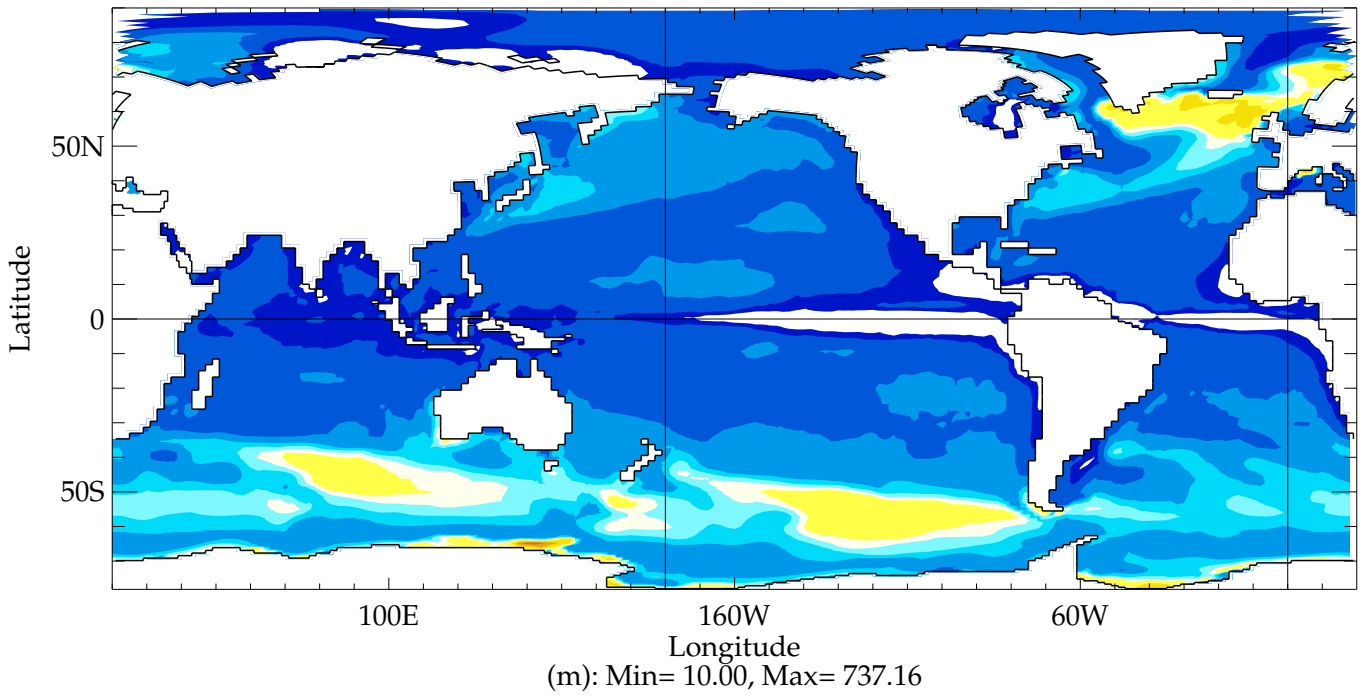 50N
0
50S
Latitude
100E 160W 60W
Longitude
(m): Min= 10.00, Max= 737.16